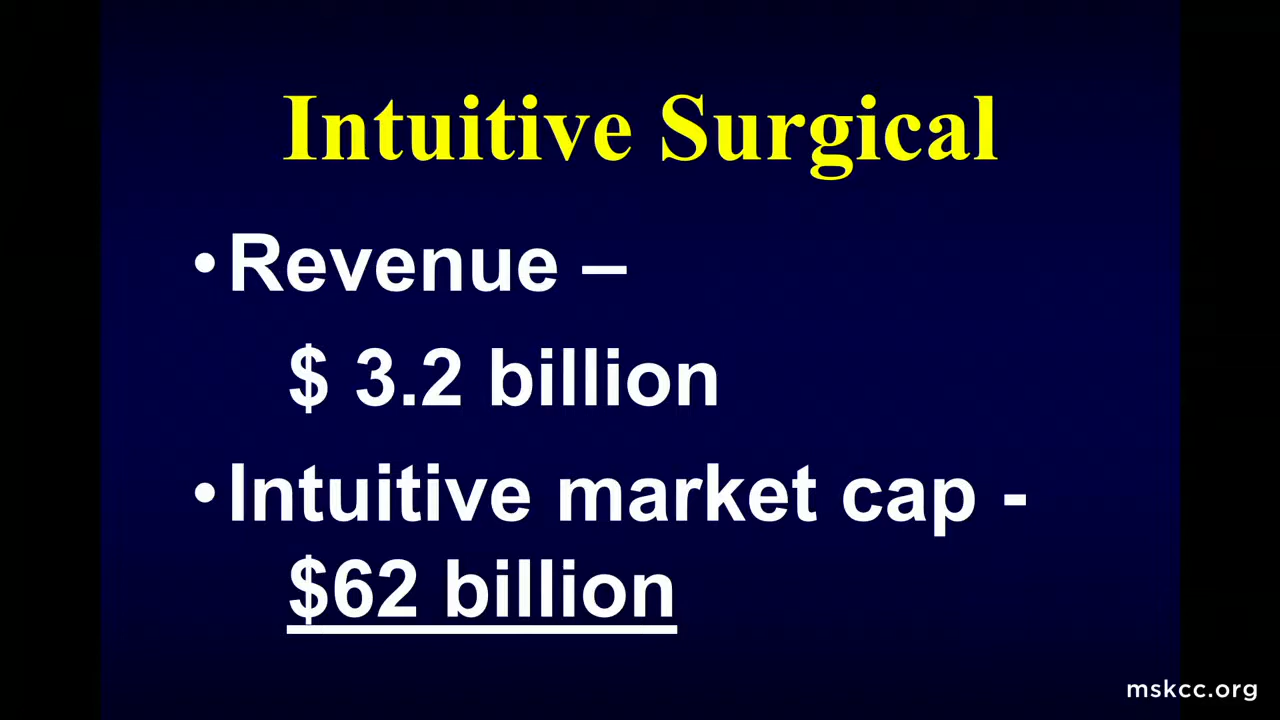 Intuitive Surgical
•Revenue –
$ 3.2 billion
•Intuitive market cap -
$62 billion
mskcc.org